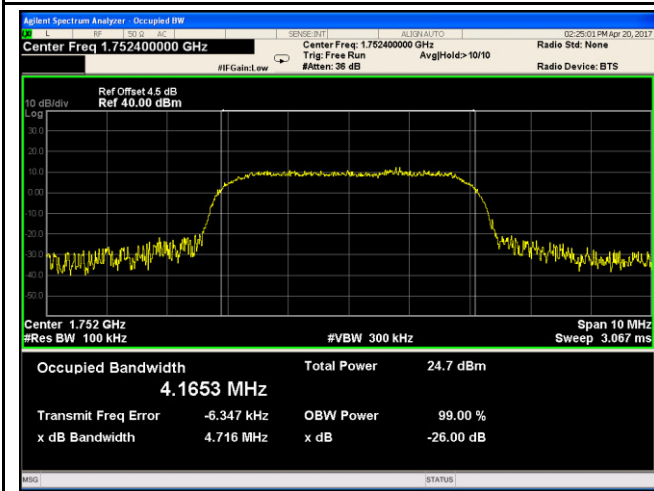 Agilent Spectrum Analyzer - Occupied BW
L RF 50 Ω AC SENSE:INT ALIGN AUTO 02:25:01 PM Apr 20, 2017
Center Freq 1.752400000 GHz Center Freq: 1.752400000 GHz Radio Std: None
Trig: Free Run Avg|Hold:>10/10
#IFGain:Low #Atten: 36 dB Radio Device: BTS
Ref Offset 4.5 dB
10 dB/div Ref 40.00 dBm
Log
30.0
20.0
10.0
0.00
-10.0
-20.0
-30.0
-40.0
-50.0
Center 1.752 GHz Span 10 MHz
#Res BW 100 kHz #VBW 300 kHz Sweep 3.067 ms
Occupied Bandwidth Total Power 24.7 dBm
4.1653 MHz
Transmit Freq Error -6.347 kHz OBW Power 99.00 %
x dB Bandwidth 4.716 MHz x dB -26.00 dB
MSG STATUS